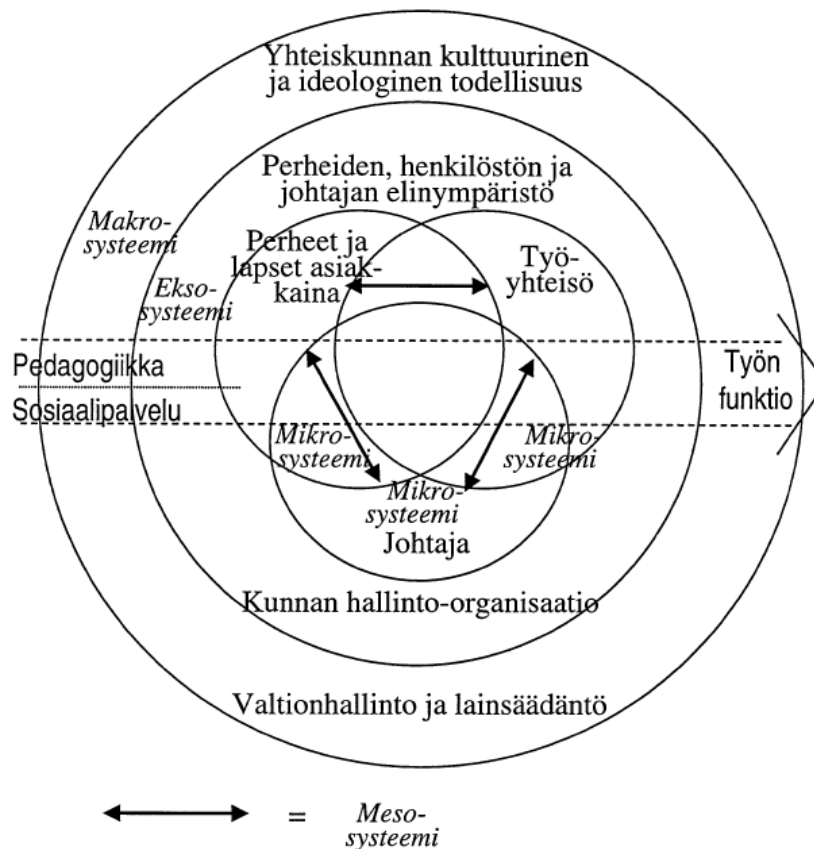 Yhteiskunnan kulttuurinen
ja ideologinen todellisuus
Perheiden, henkilöstön ja
johtajan elinympäristö
Makro-
systeemi
Perheet ja
lapset asiak-
kaina
Työ-
yhteisö
Ekso-
systeemi
Pedagogiikka
Sosiaalipalvelu
Työn
funktio
Mikro-
systeemi
Mikro-
systeemi
Mikro-
systeemi
Johtaja
Kunnan hallinto-organisaatio
Valtionhallinto ja lainsäädäntö
= Meso-
systeemi